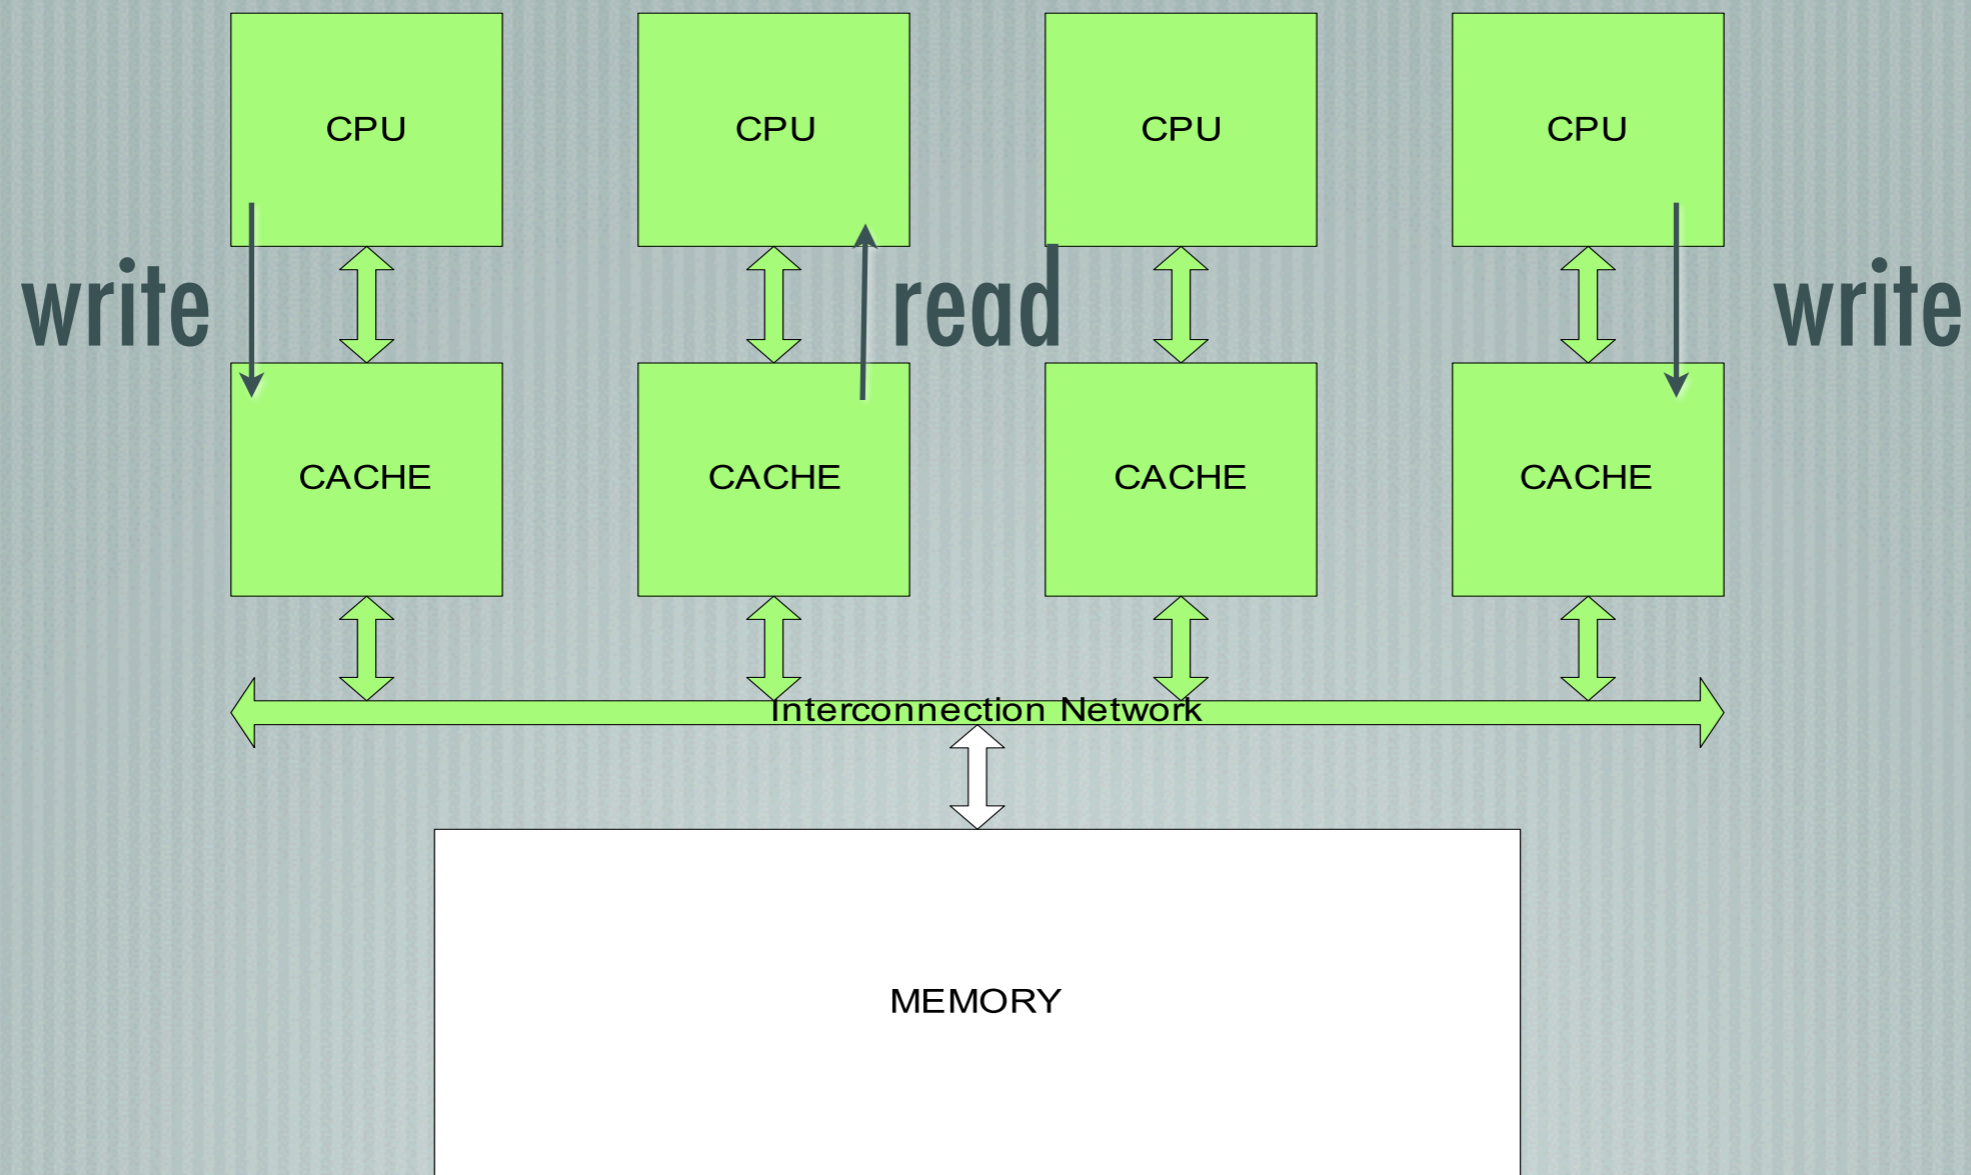 CPU CPU CPU CPU
write read write
CACHE CACHE CACHE CACHE
Interconnection Network
MEMORY